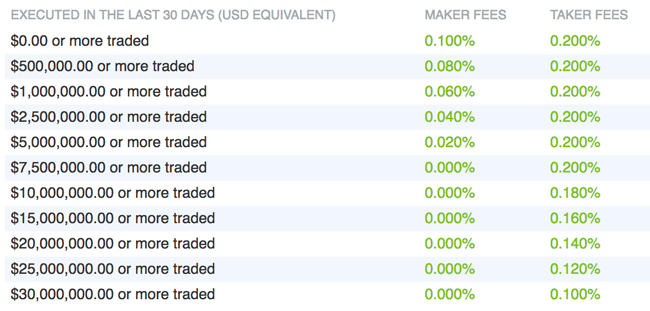 EXECUTED IN THE LAST 30 DAYS (USD EQUIVALENT) MAKER FEES TAKER FEES
$0.00 or more traded 0.100% 0.200%
$500,000.00 or more traded 0.080% 0.200%
$1,000,000.00 or more traded 0.060% 0.200%
$2,500,000.00 or more traded 0.040% 0.200%
$5,000,000.00 or more traded 0.020% 0.200%
$7,500,000.00 or more traded 0.000% 0.200%
$10,000,000.00 or more traded 0.000% 0.180%
$15,000,000.00 or more traded 0.000% 0.160%
$20,000,000.00 or more traded 0.000% 0.140%
$25,000,000.00 or more traded 0.000% 0.120%
$30,000,000.00 or more traded 0.000% 0.100%